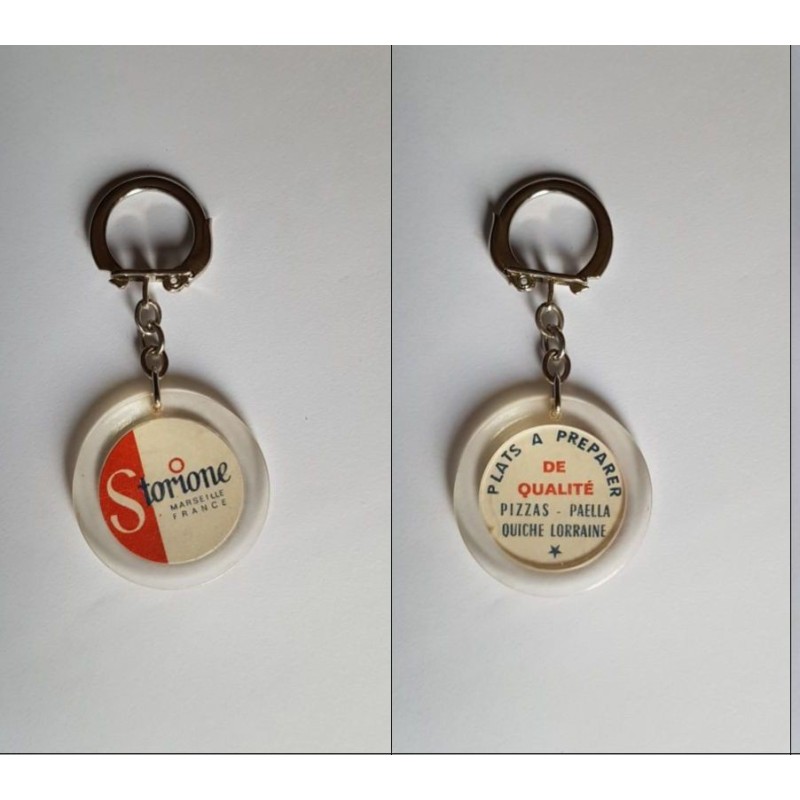 Storione
MARSEILLE
FRANCE
PLATS A PREPARER
DE
QUALITÉ
PIZZAS - PAELLA
QUICHE LORRAINE